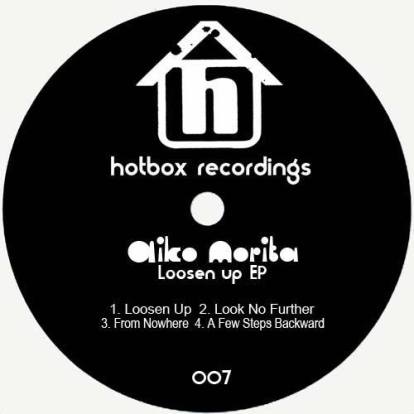 h
hotbox recordings
Aiko Morita
Loosen up EP
1. Loosen Up 2. Look No Further
3. From Nowhere 4. A Few Steps Backward
007